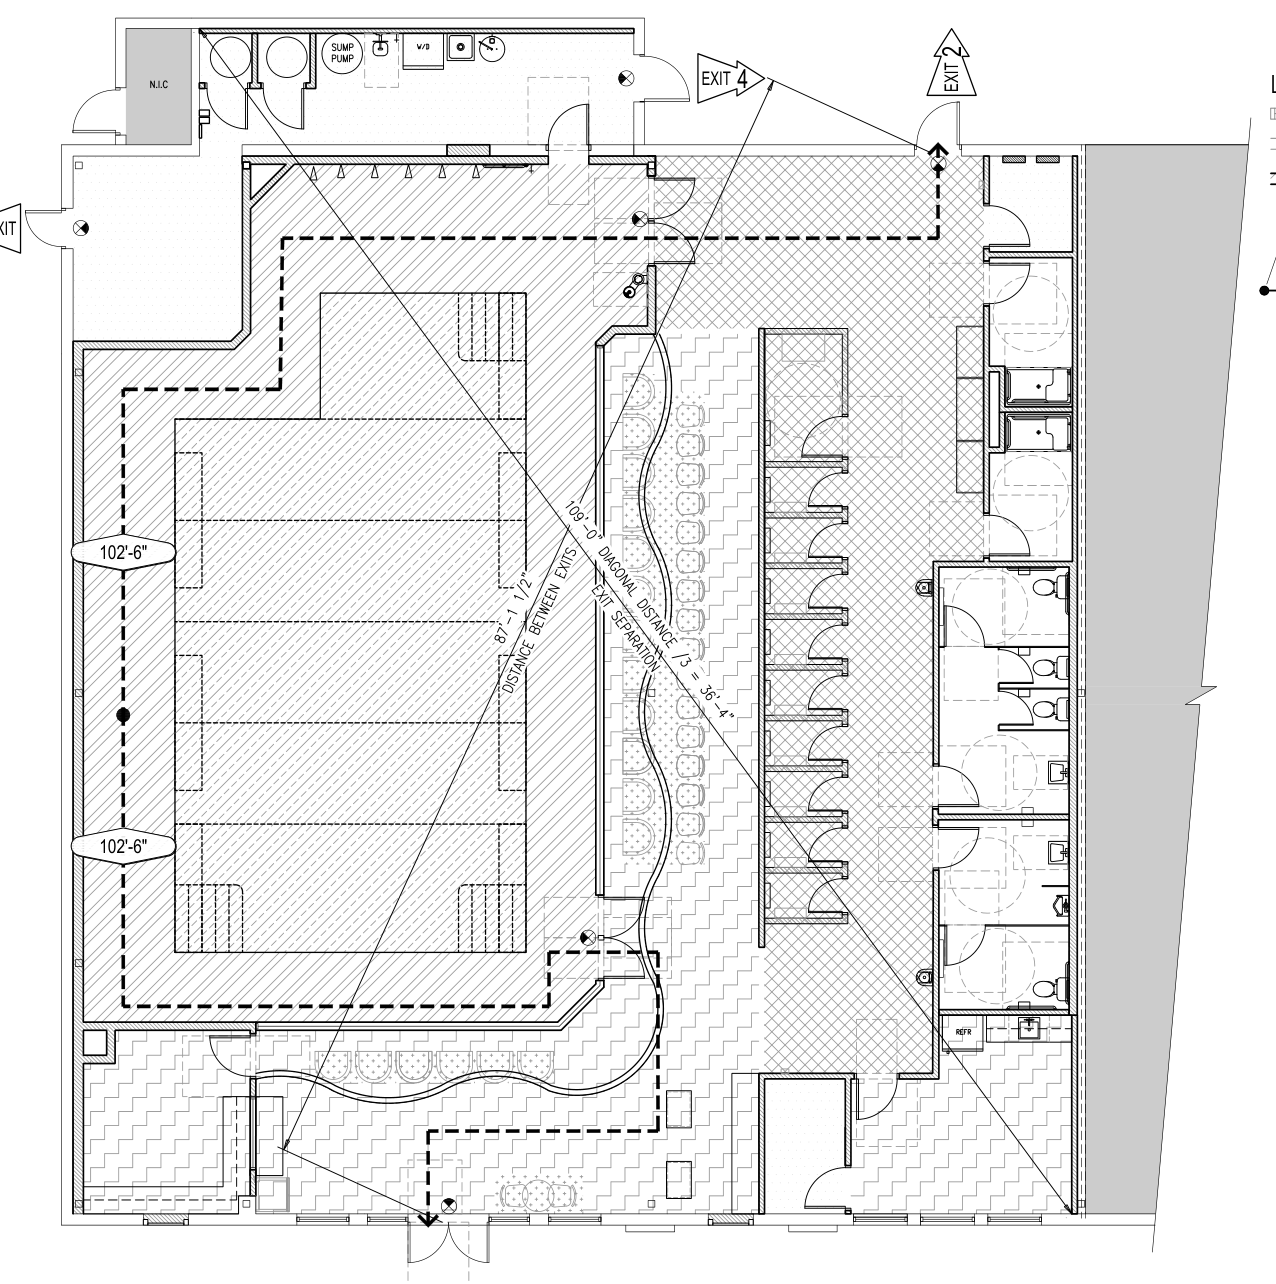 SUMP
PUMP
W/D
N.I.C
EXIT 4
EXIT 2
L
XIT
102'-6"
109'-0" DIAGONAL DISTANCE /3 = 36'-4"
EXIT SEPARATION
87'-1 1/2"
DISTANCE BETWEEN EXITS
102'-6"
REFR